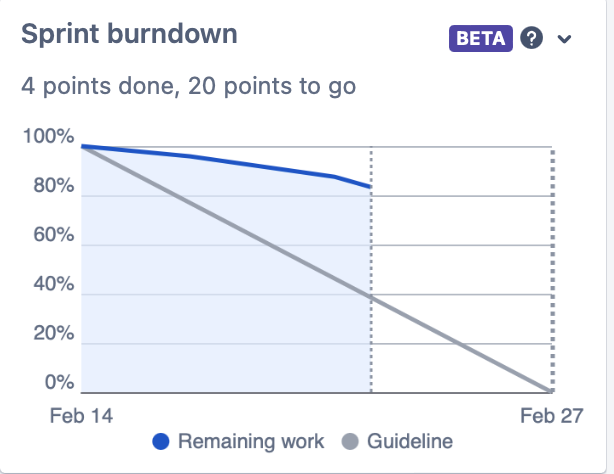 Sprint burndown
BETA ?
4 points done, 20 points to go
100%
80%
60%
40%
20%
0%
Feb 14 Feb 27
Remaining work Guideline